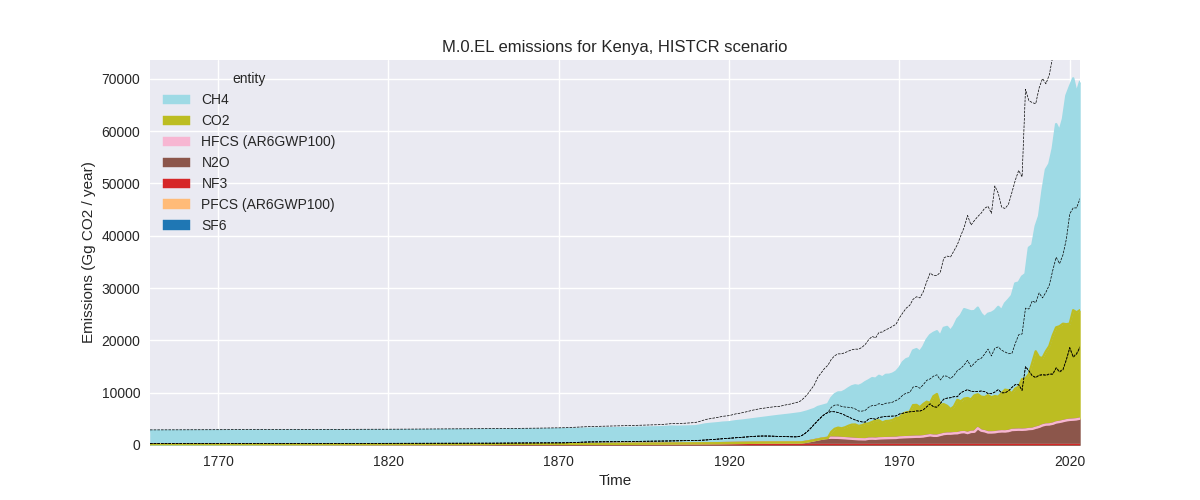 M.0.EL emissions for Kenya, HISTCR scenario
70000
60000
50000
40000
30000
20000
10000
0
Emissions (Gg CO2 / year)
entity
CH4
CO2
HFCS (AR6GWP100)
N2O
NF3
PFCS (AR6GWP100)
SF6
1770
1820
1870
1920
1970
2020
Time